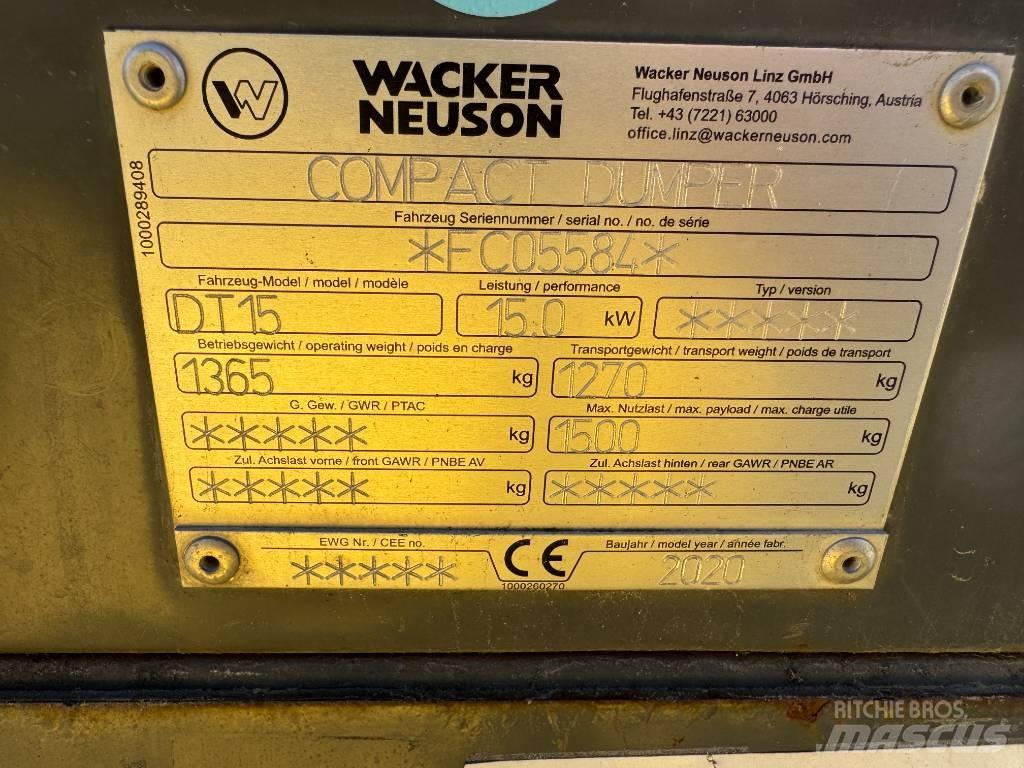 WACKER
NEUSON
Wacker Neuson Linz GmbH
Flughafenstraße 7, 4063 Hörsching, Austria
Tel. +43 (7221) 63000
office.linz@wackerneuson.com
1000289408
COMPACT DUMPER
Fahrzeug Seriennummer / serial no. / no. de série
*FC05584*
Fahrzeug-Model / model / modèle
Leistung / performance
Typ / version
DT15
15.0 kW
*****
Betriebsgewicht / operating weight / poids en charge
Transportgewicht / transport weight / poids de transport
1365 kg
1270 kg
G. Gew. / GWR / PTAC
Max. Nutzlast / max. payload / max. charge utile
***** kg
1500 kg
Zul. Achslast vorne / front GAWR / PNBE AV
Zul. Achslast hinten / rear GAWR / PNBE AR
***** kg
***** kg
EWG Nr. / CEE no.
CE
Baujahr / model year / année fabr.
*****
2020
1000260270
RITCHIE BROS.
MASCUS